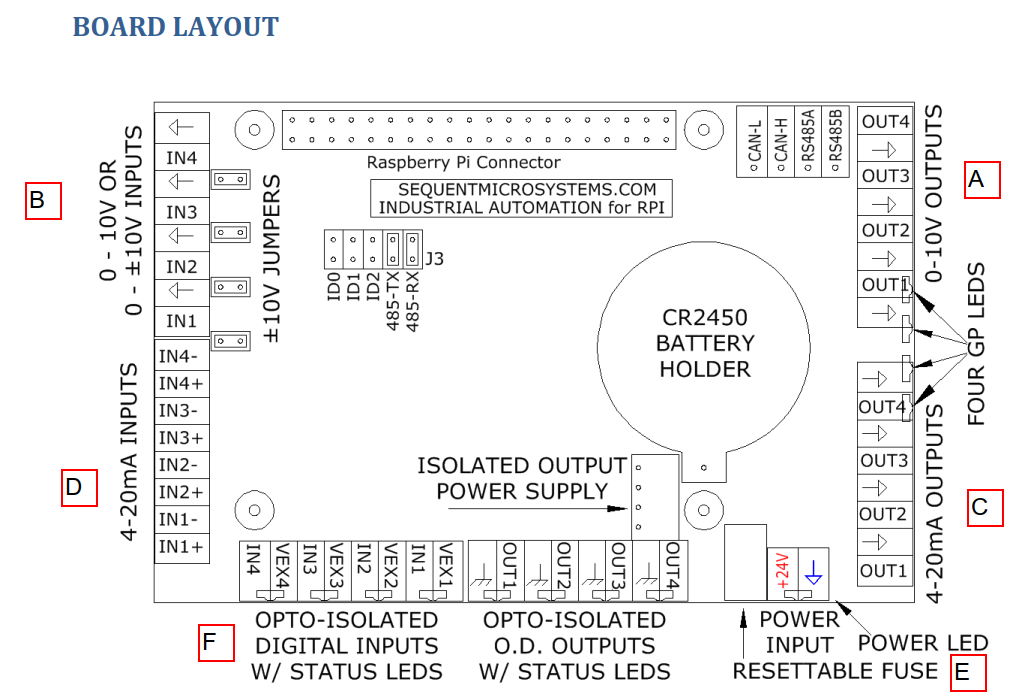 BOARD LAYOUT
Raspberry Pi Connector
SEQUENTMICROSYSTEMS.COM
INDUSTRIAL AUTOMATION for RPI
CAN-L
CAN-H
RS485A
RS485B
B
0 - 10V OR
0 - ±10V INPUTS
IN4
IN3
IN2
IN1
±10V JUMPERS
ID0
ID1
ID2
485-TX
485-RX
J3
CR2450
BATTERY
HOLDER
OUT4
OUT3
OUT2
OUT1
0-10V OUTPUTS
A
FOUR GP LEDS
D
4-20mA INPUTS
IN4-
IN4+
IN3-
IN3+
IN2-
IN2+
IN1-
IN1+
ISOLATED OUTPUT
POWER SUPPLY
OUT4
OUT3
OUT2
OUT1
4-20mA OUTPUTS
C
IN4
VEX4
IN3
VEX3
IN2
VEX2
IN1
VEX1
OUT1
OUT2
OUT3
OUT4
+24V
F
OPTO-ISOLATED
DIGITAL INPUTS
W/ STATUS LEDS
OPTO-ISOLATED
O.D. OUTPUTS
W/ STATUS LEDS
POWER
INPUT
POWER LED
RESETTABLE FUSE
E